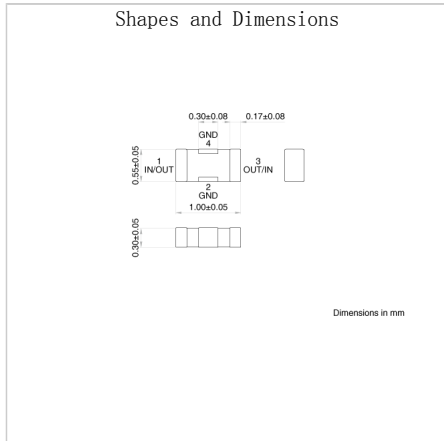 Shapes and Dimensions
0.30±0.08 0.17±0.08
GND
4
0.55±0.05
1
IN/OUT
3
OUT/IN
2
GND
1.00±0.05
0.30±0.05
Dimensions in mm